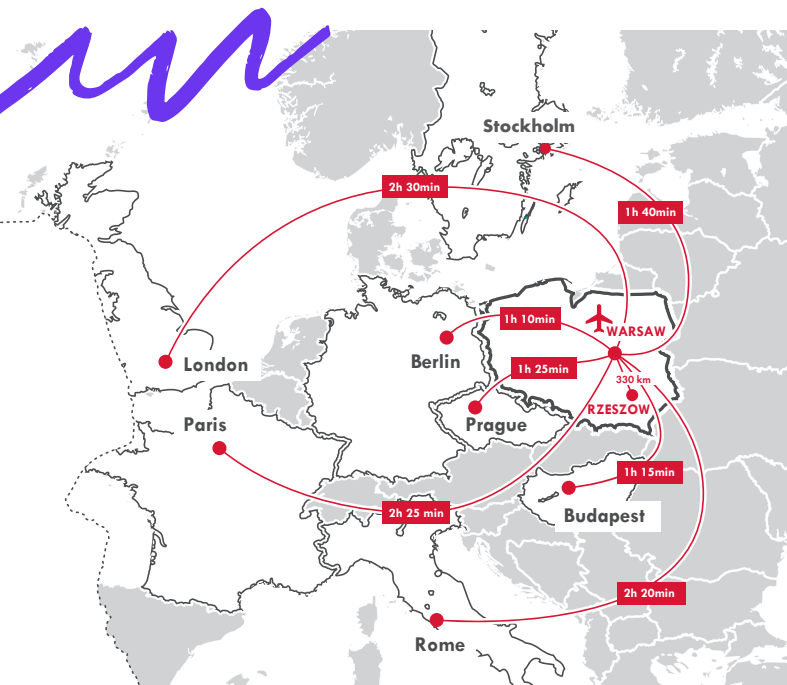 Stockholm
2h 30min
1h 40min
1h 10min
WARSAW
Berlin
London
1h 25min
330 km
RZESZOW
Paris
Prague
1h 15min
2h 25 min
Budapest
2h 20min
Rome